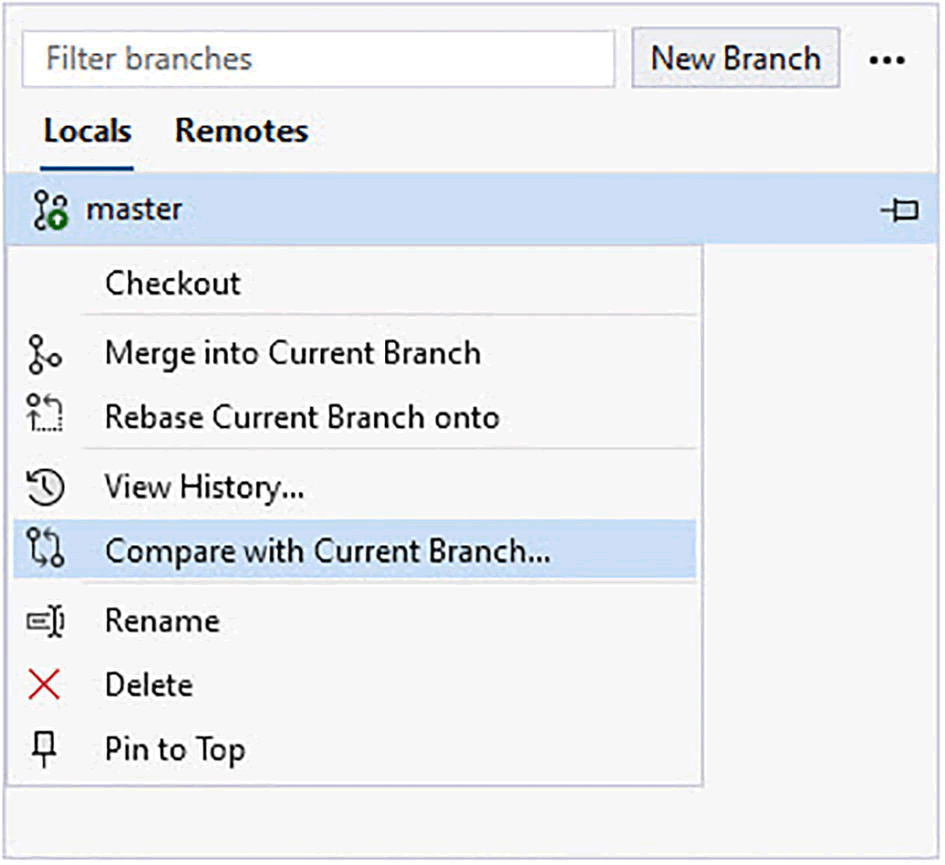 Filter branches
New Branch
Locals Remotes
master
Checkout
Merge into Current Branch
Rebase Current Branch onto
View History...
Compare with Current Branch...
Rename
Delete
Pin to Top